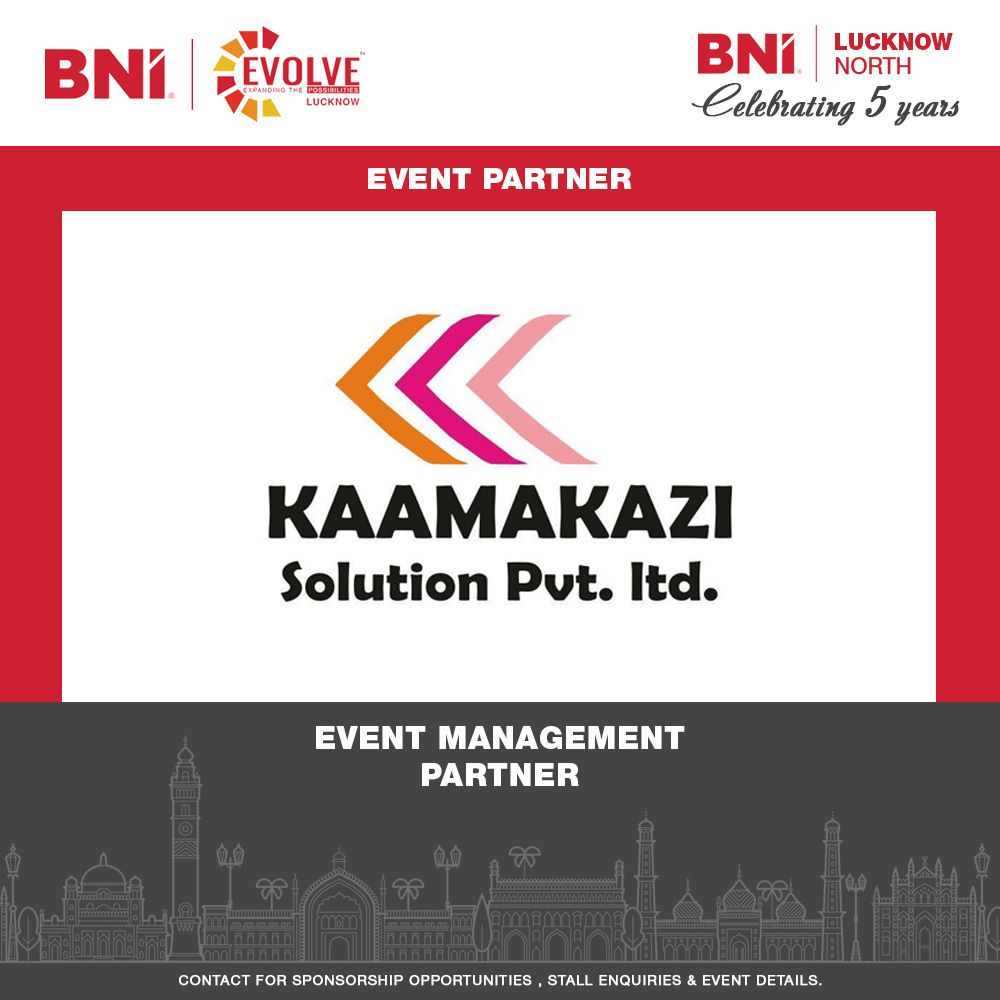 BNI®
EVOLVE™
EXPANDING THE POSSIBILITIES
LUCKNOW
BNI®
LUCKNOW
NORTH
Celebrating 5 years
EVENT PARTNER
KAAMAKAZI
Solution Pvt. ltd.
EVENT MANAGEMENT
PARTNER
CONTACT FOR SPONSORSHIP OPPORTUNITIES , STALL ENQUIRIES & EVENT DETAILS.